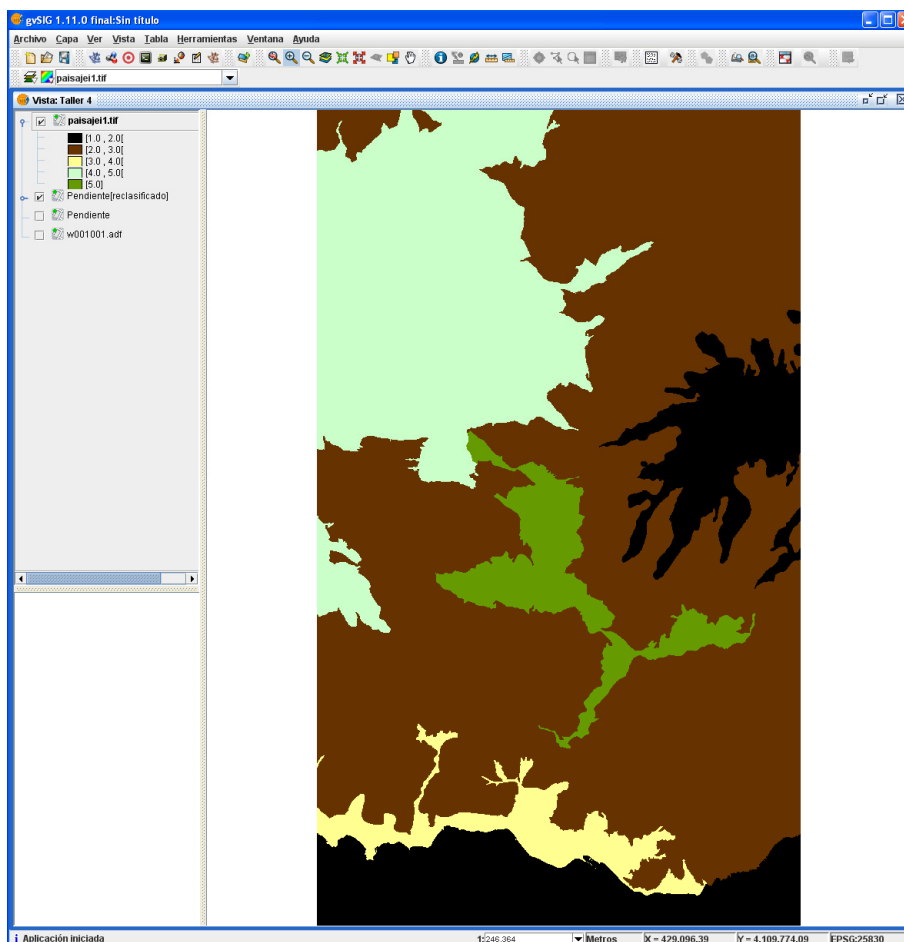 gvSIG 1.11.0 final:Sin título
Archivo Capa Ver Vista Tabla Herramientas Ventana Ayuda
paisajei1.tif
Vista: Taller 4
paisajei1.tif
[1.0 , 2.0[
[2.0 , 3.0[
[3.0 , 4.0[
[4.0 , 5.0[
[5.0]
Pendiente[reclasificado]
Pendiente
w001001.adf
Aplicación iniciada 1:246.364 Metros X = 429.096,39 Y = 4.109.774,09 EPSG:25830